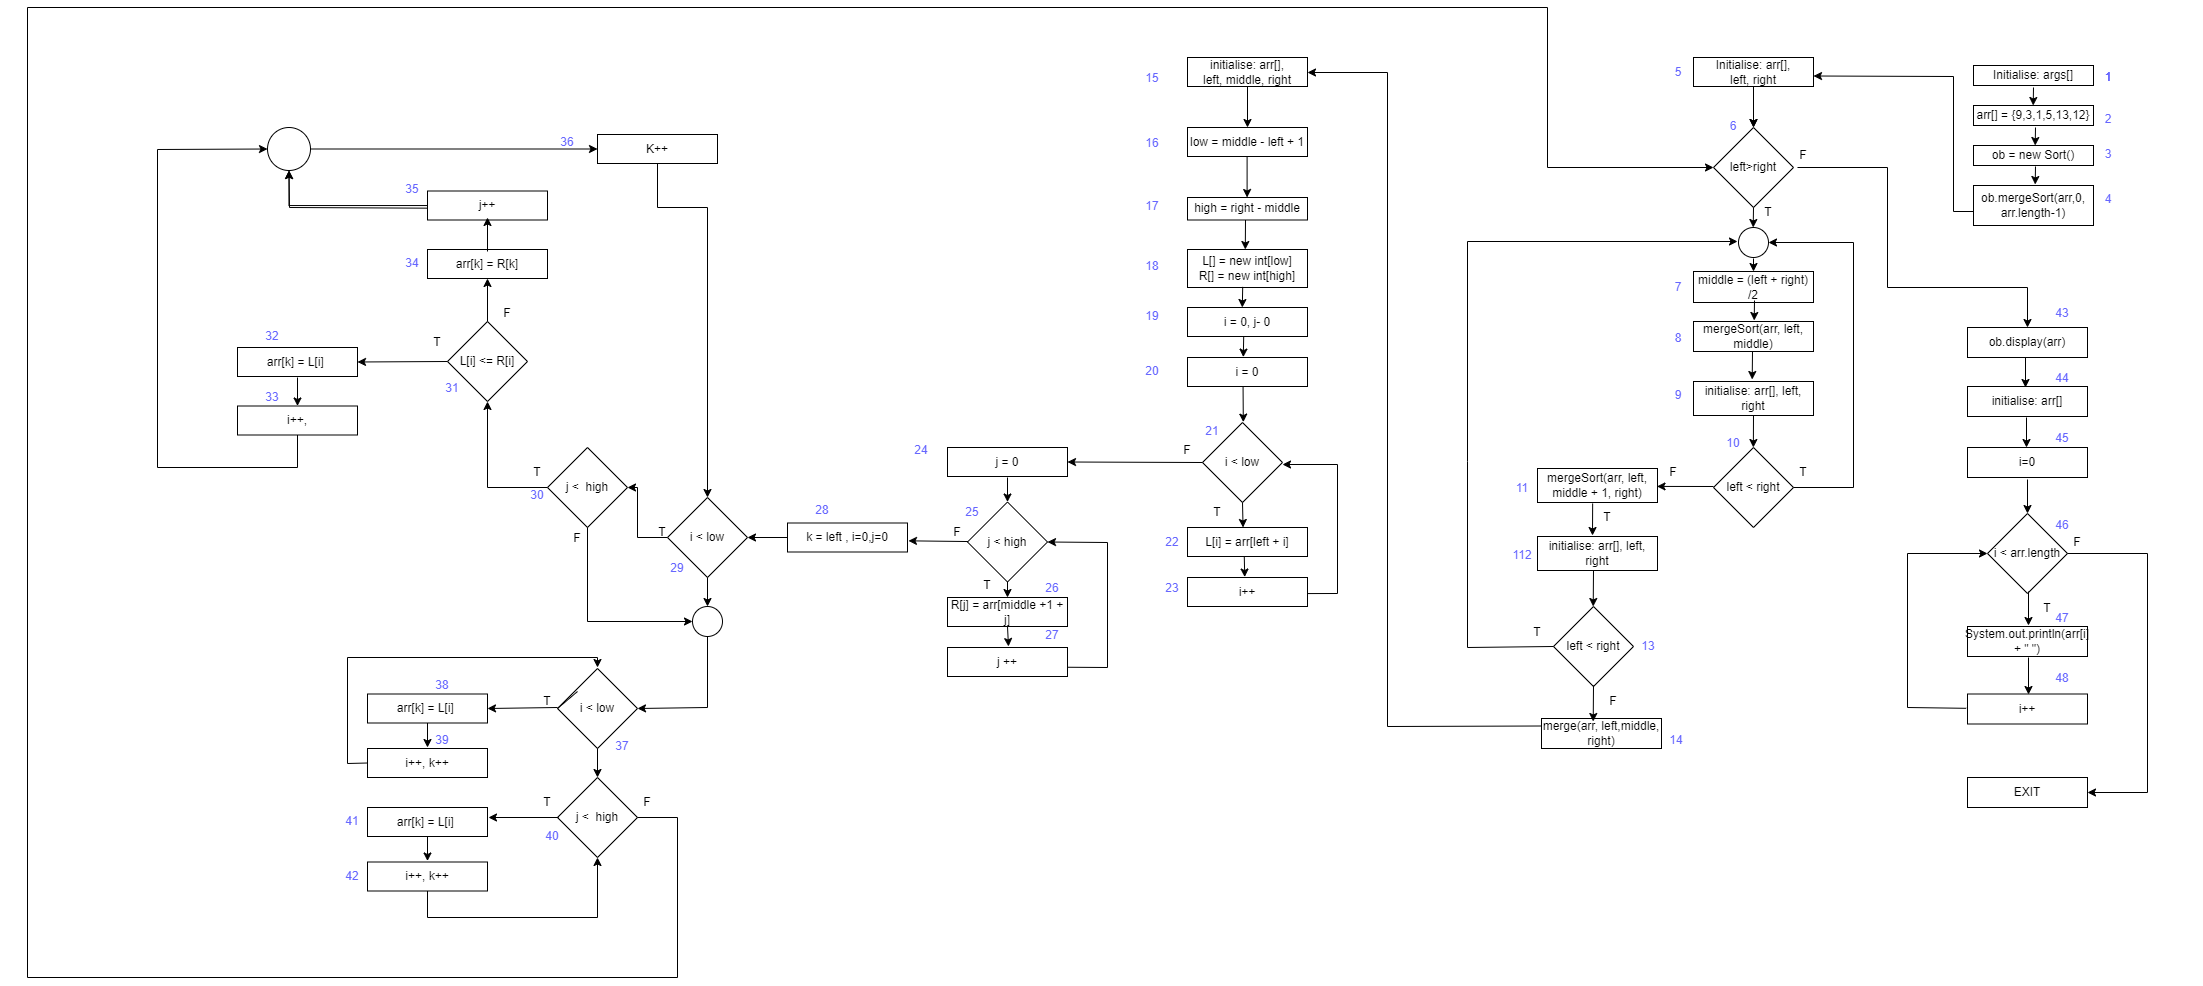 1
Initialise: args[]
2
arr[] = {9,3,1,5,13,12}
3
ob = new Sort()
4
ob.mergeSort(arr,0,
arr.length-1)
5
Initialise: arr[],
left, right
6
left>right
F
T
7
middle = (left + right)
/2
8
mergeSort(arr, left,
middle)
9
initialise: arr[], left,
right
10
left < right
F
T
11
mergeSort(arr, left,
middle + 1, right)
T
112
initialise: arr[], left,
right
13
left < right
T
F
14
merge(arr, left,middle,
right)
15
initialise: arr[],
left, middle, right
16
low = middle - left + 1
17
high = right - middle
18
L[] = new int[low]
R[] = new int[high]
19
i = 0, j- 0
20
i = 0
21
i < low
F
T
22
L[i] = arr[left + i]
23
i++
24
j = 0
25
j < high
F
T
26
R[j] = arr[middle +1 +
j]
27
j ++
28
k = left , i=0,j=0
29
i < low
T
30
j < high
T
F
31
L[i] <= R[i]
T
F
32
arr[k] = L[i]
33
i++,
34
arr[k] = R[k]
35
j++
36
K++
37
i < low
T
38
arr[k] = L[i]
39
i++, k++
40
j < high
T
F
41
arr[k] = L[i]
42
i++, k++
43
ob.display(arr)
44
initialise: arr[]
45
i=0
46
i < arr.length
F
T
47
System.out.println(arr[i]
+ " ")
48
i++
EXIT